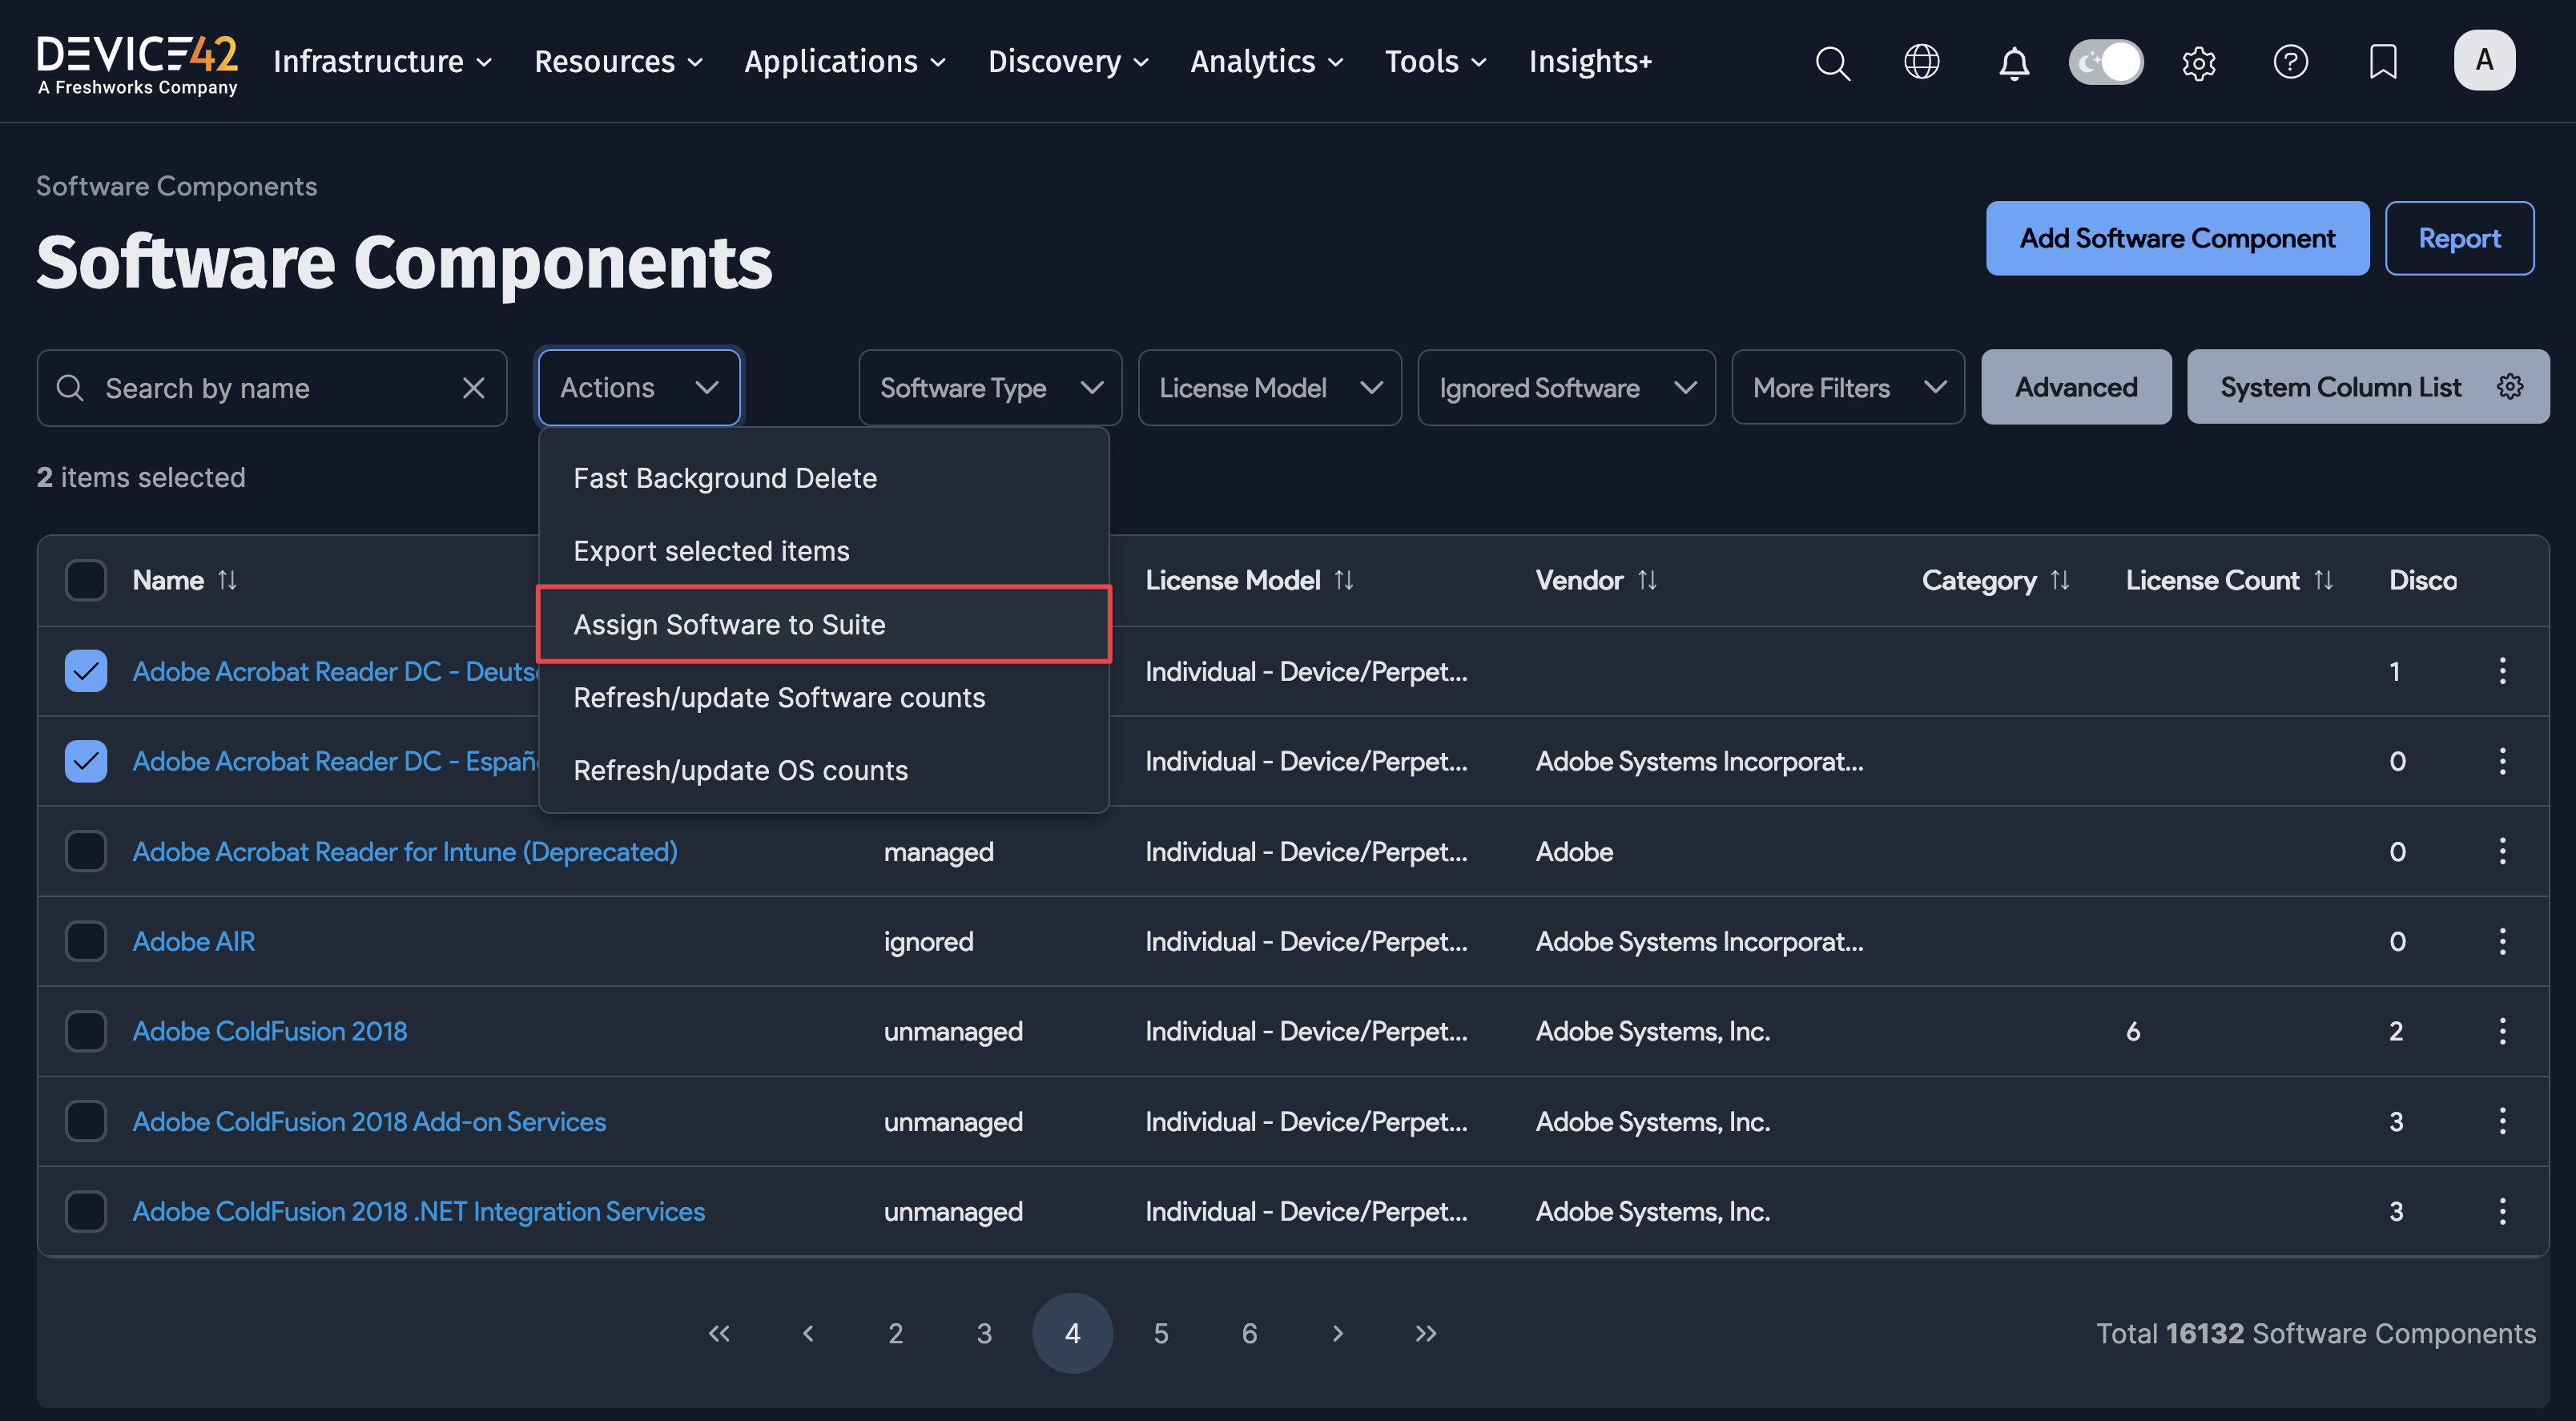 DEVICE42
A Freshworks Company
Infrastructure Resources Applications Discovery Analytics Tools Insights+
A
Software Components
Software Components
Add Software Component Report
Search by name Actions Software Type License Model Ignored Software More Filters Advanced System Column List
2 items selected
Fast Background Delete
Export selected items
Assign Software to Suite
Refresh/update Software counts
Refresh/update OS counts
Name License Model Vendor Category License Count Disco
Adobe Acrobat Reader DC - Deuts Individual - Device/Perpet... 1
Adobe Acrobat Reader DC - Españ Individual - Device/Perpet... Adobe Systems Incorporat... 0
Adobe Acrobat Reader for Intune (Deprecated) managed Individual - Device/Perpet... Adobe 0
Adobe AIR ignored Individual - Device/Perpet... Adobe Systems Incorporat... 0
Adobe ColdFusion 2018 unmanaged Individual - Device/Perpet... Adobe Systems, Inc. 6 2
Adobe ColdFusion 2018 Add-on Services unmanaged Individual - Device/Perpet... Adobe Systems, Inc. 3
Adobe ColdFusion 2018 .NET Integration Services unmanaged Individual - Device/Perpet... Adobe Systems, Inc. 3
« ‹ 2 3 4 5 6 › » Total 16132 Software Components